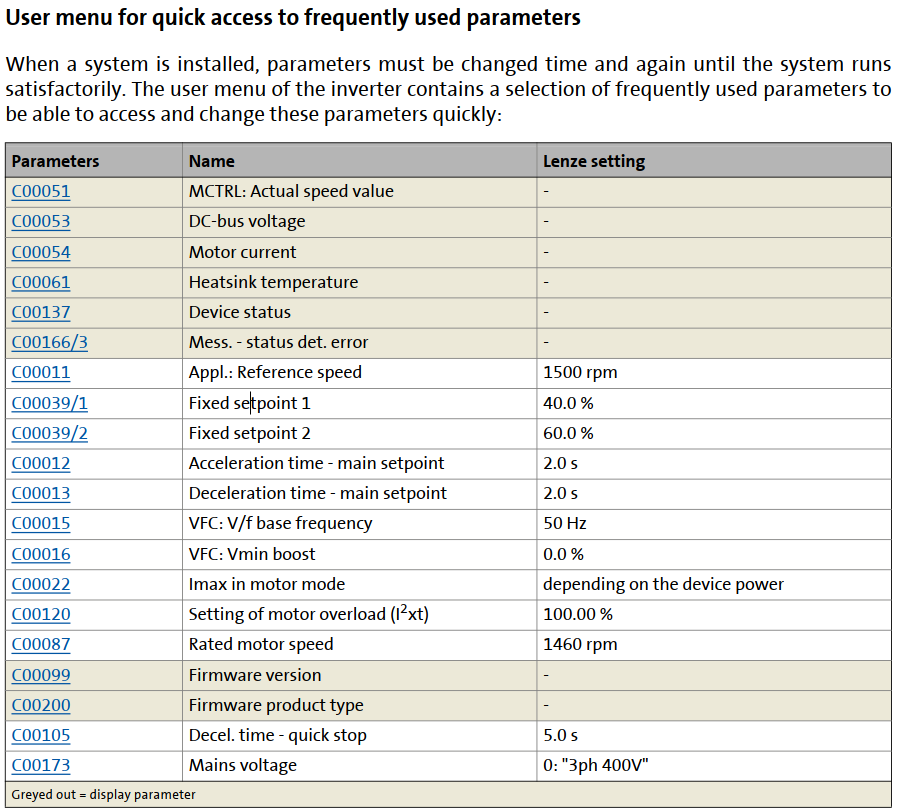 User menu for quick access to frequently used parameters
When a system is installed, parameters must be changed time and again until the system runs
satisfactorily. The user menu of the inverter contains a selection of frequently used parameters to
be able to access and change these parameters quickly:
Parameters Name Lenze setting
C00051 MCTRL: Actual speed value -
C00053 DC-bus voltage -
C00054 Motor current -
C00061 Heatsink temperature -
C00137 Device status -
C00166/3 Mess. - status det. error -
C00011 Appl.: Reference speed 1500 rpm
C00039/1 Fixed setpoint 1 40.0 %
C00039/2 Fixed setpoint 2 60.0 %
C00012 Acceleration time - main setpoint 2.0 s
C00013 Deceleration time - main setpoint 2.0 s
C00015 VFC: V/f base frequency 50 Hz
C00016 VFC: Vmin boost 0.0 %
C00022 Imax in motor mode depending on the device power
C00120 Setting of motor overload (I²xt) 100.00 %
C00087 Rated motor speed 1460 rpm
C00099 Firmware version -
C00200 Firmware product type -
C00105 Decel. time - quick stop 5.0 s
C00173 Mains voltage 0: "3ph 400V"
Greyed out = display parameter